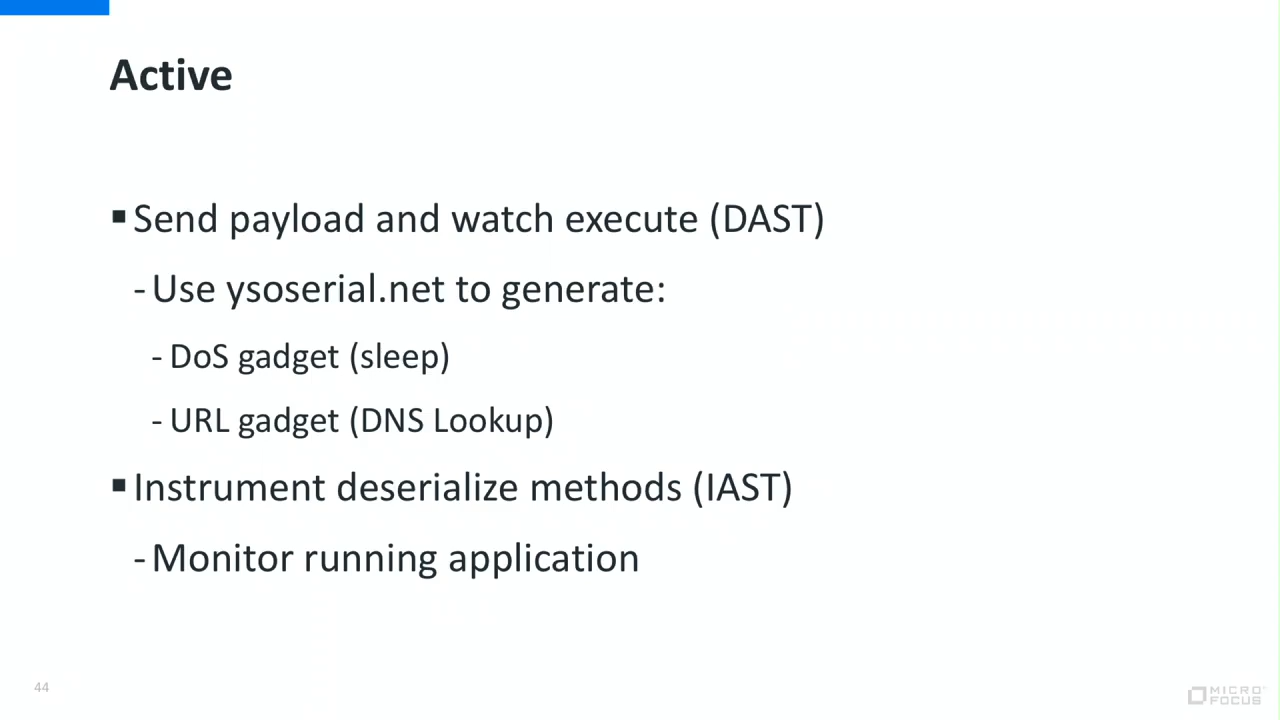 Active
▪ Send payload and watch execute (DAST)
- Use ysoserial.net to generate:
- DoS gadget (sleep)
- URL gadget (DNS Lookup)
▪ Instrument deserialize methods (IAST)
- Monitor running application
44
MICRO
FOCUS